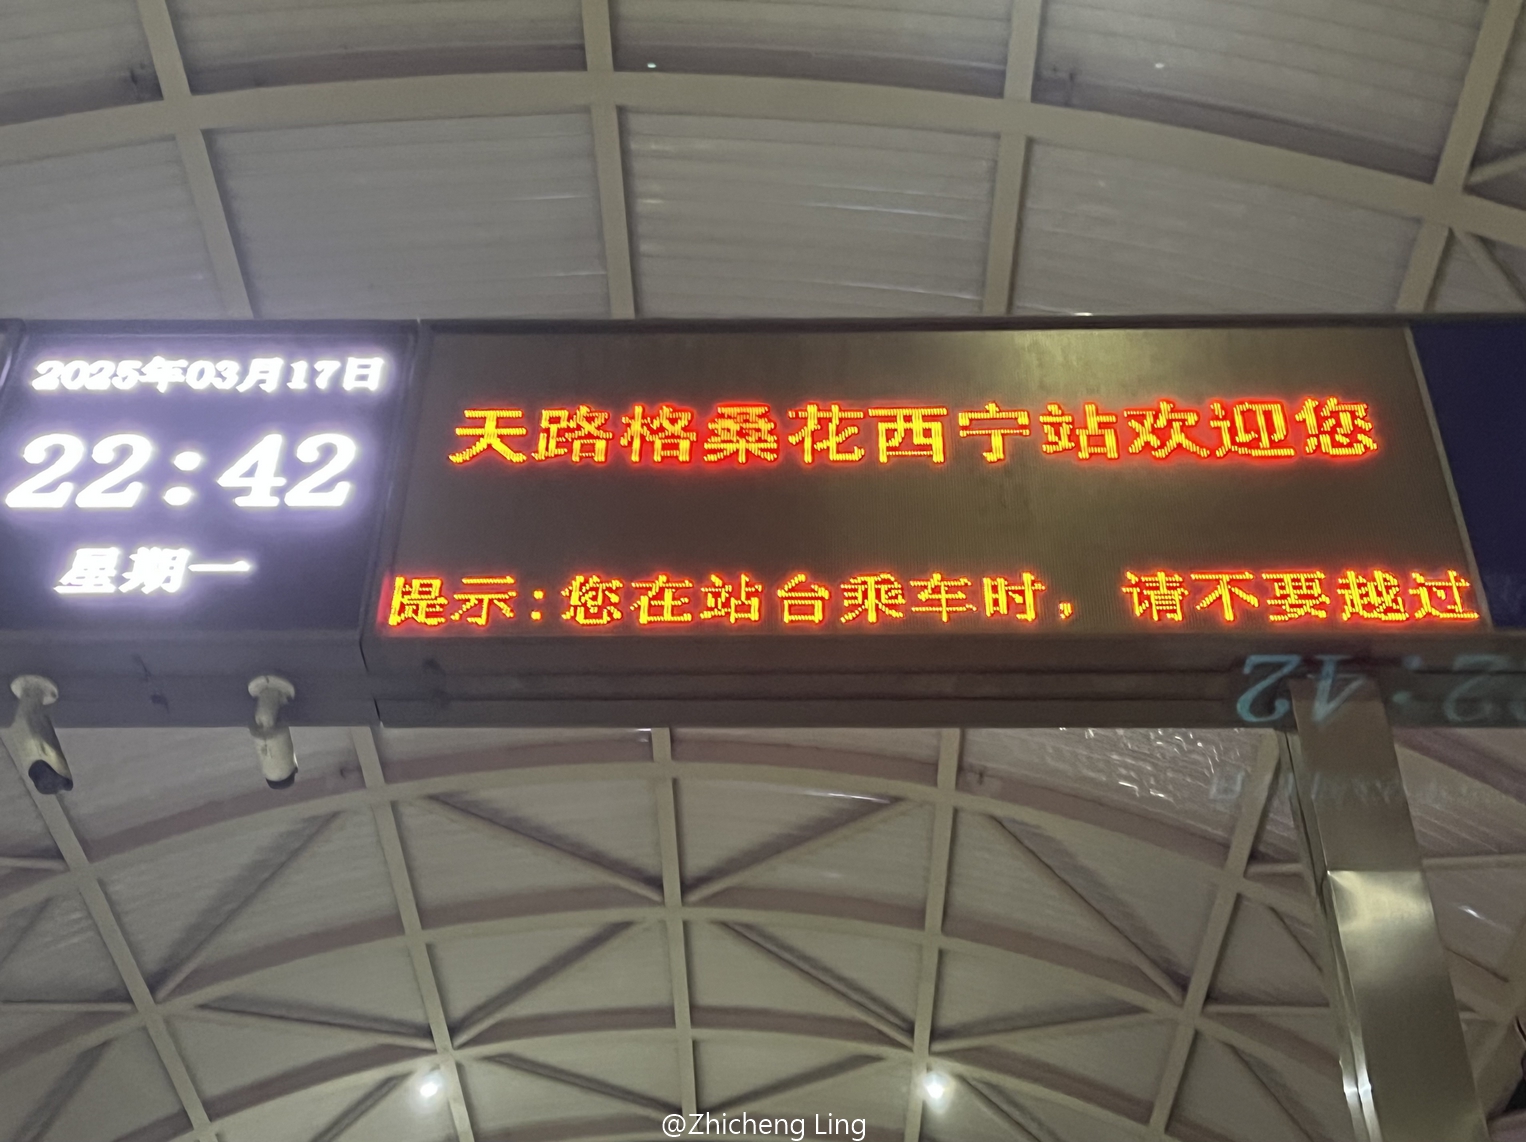 2025年03月17日
22:42
星期一
天路格桑花西宁站欢迎您
提示:您在站台乘车时，请不要越过
22:42
@Zhicheng Ling